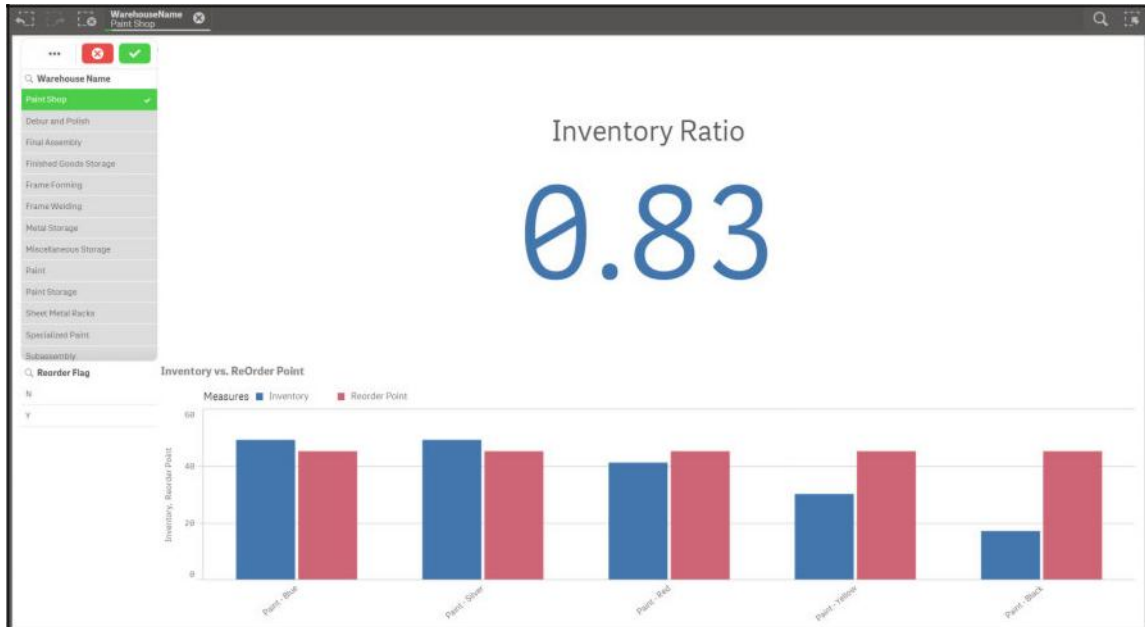 WarehouseName
Paint Shop
Warehouse Name
Paint Shop
Debur and Polish
Final Assembly
Finished Goods Storage
Frame Forming
Frame Welding
Metal Storage
Miscellaneous Storage
Paint
Paint Storage
Sheet Metal Racks
Specialized Paint
Subassembly
Reorder Flag
N
Y
Inventory Ratio
0.83
Inventory vs. ReOrder Point
Measures Inventory Reorder Point
Inventory, Reorder Point
60
40
20
0
Paint - Blue
Paint - Silver
Paint - Red
Paint - Yellow
Paint - Black